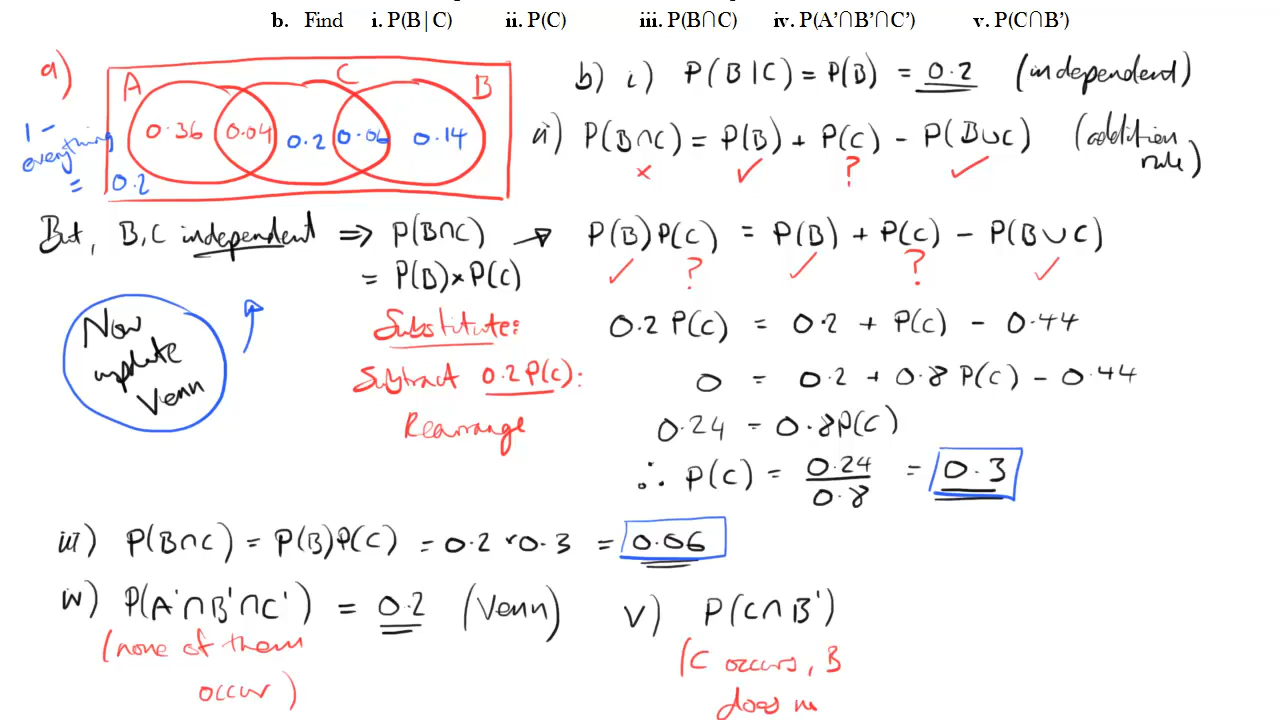 b. Find i. P(B|C) ii. P(C) iii. P(B∩C) iv. P(A’∩B’∩C’) v. P(C∩B’)
a)
A C B
0.36 0.04 0.2 0.06 0.14
1 -
everything
= 0.2
b) i) P(B|C) = P(B) = 0.2 (independent)
ii) P(B∩C) = P(B) + P(C) - P(B∪C) (addition
rule)
× ✓ ? ✓
But, B,C independent ⇒ P(B∩C) → P(B)P(C) = P(B) + P(C) - P(B∪C)
= P(B)×P(C)
✓ ? ✓ ? ✓
Now
update
Venn
Substitute: 0.2 P(C) = 0.2 + P(C) - 0.44
Subtract 0.2P(C): 0 = 0.2 + 0.8 P(C) - 0.44
Rearrange 0.24 = 0.8P(C)
∴ P(C) = 0.24/0.8 = 0.3
iii) P(B∩C) = P(B)P(C) = 0.2 × 0.3 = 0.06
iv) P(A'∩B'∩C') = 0.2 (Venn) v) P(C∩B')
(none of them
occur)
(C occurs, B
does